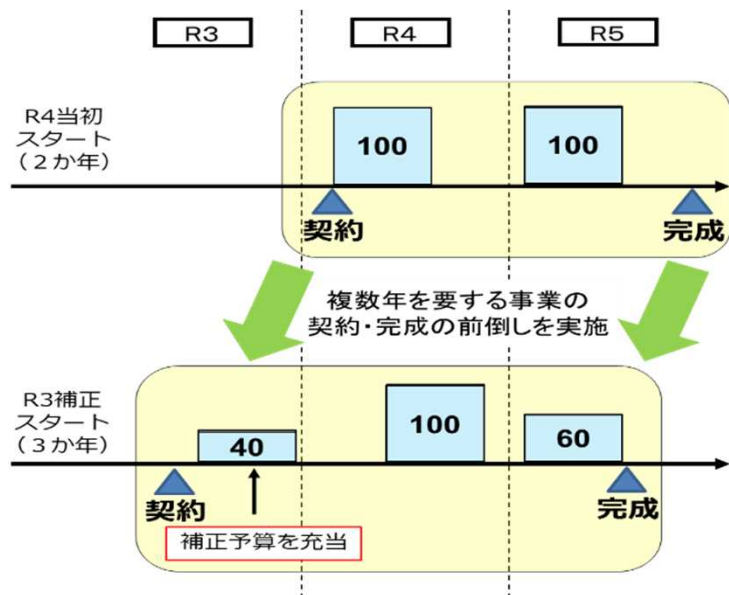 R3
R4
R5
R4当初
スタート
（２か年）
100
100
契約
完成
複数年を要する事業の
契約・完成の前倒しを実施
R3補正
スタート
（３か年）
40
100
60
契約
完成
補正予算を充当